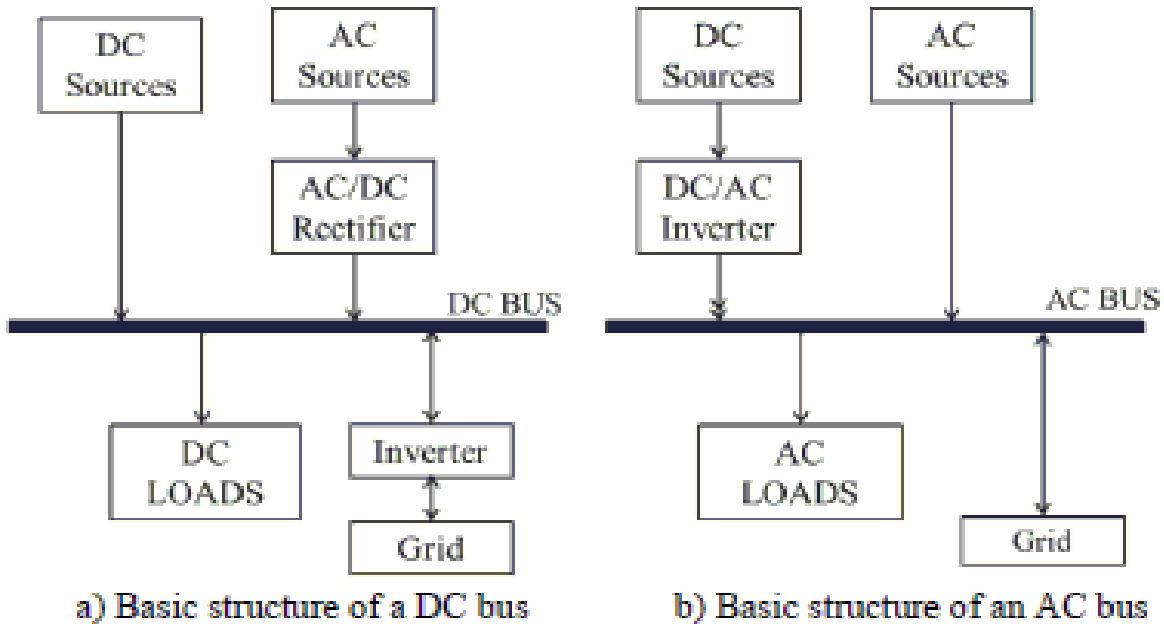 DC
Sources
AC
Sources
AC/DC
Rectifier
DC BUS
DC
LOADS
Inverter
Grid
a) Basic structure of a DC bus
DC
Sources
AC
Sources
DC/AC
Inverter
AC BUS
AC
LOADS
Grid
b) Basic structure of an AC bus